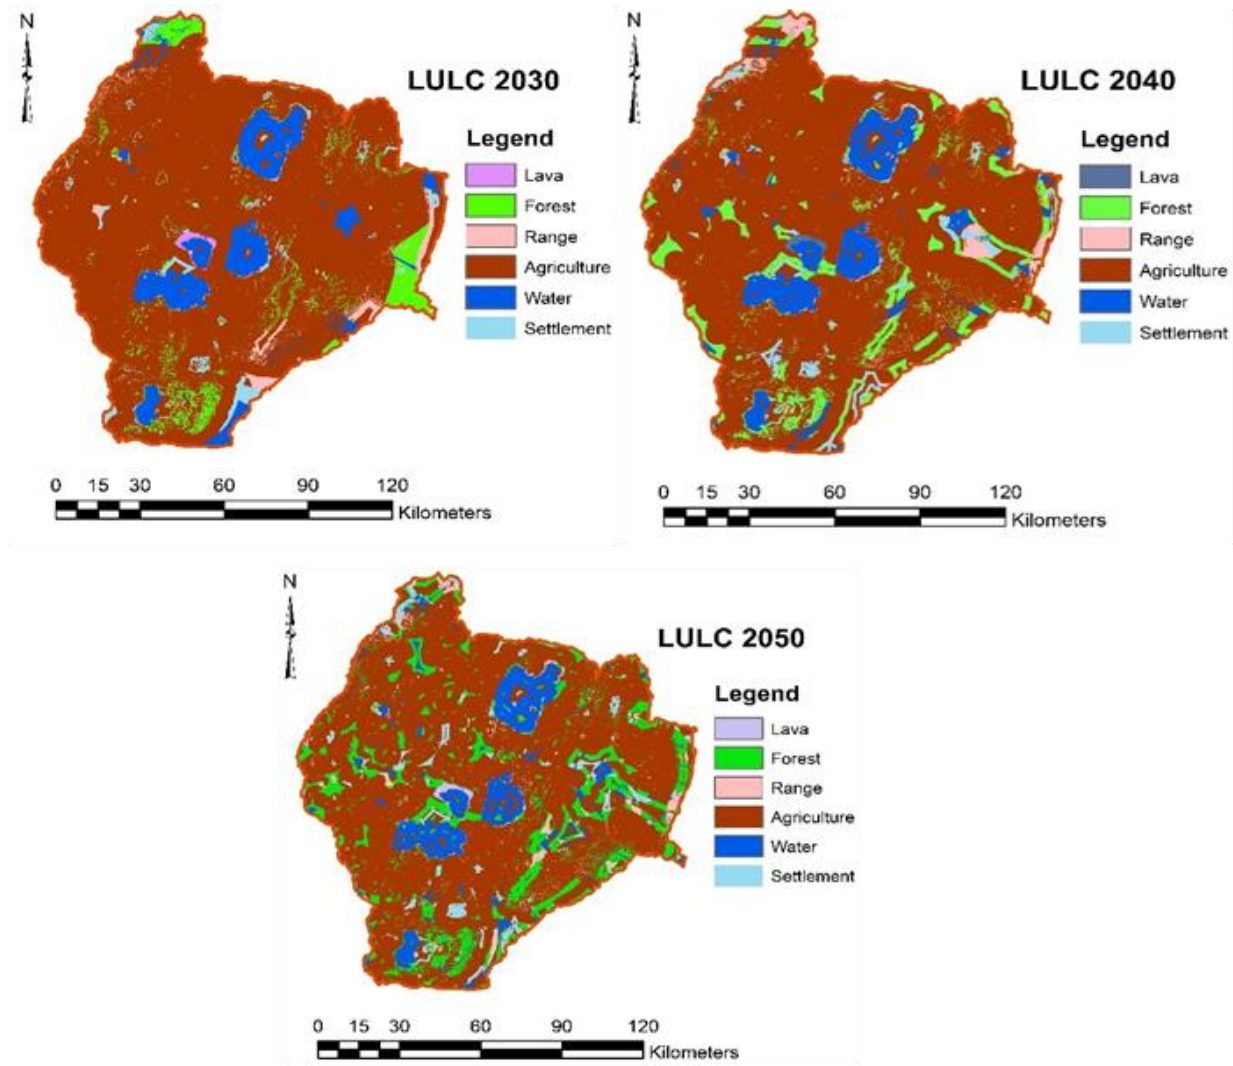 N
LULC 2030
Legend
Lava
Forest
Range
Agriculture
Water
Settlement
0 15 30 60 90 120
Kilometers
N
LULC 2040
Legend
Lava
Forest
Range
Agriculture
Water
Settlement
0 15 30 60 90 120
Kilometers
N
LULC 2050
Legend
Lava
Forest
Range
Agriculture
Water
Settlement
0 15 30 60 90 120
Kilometers